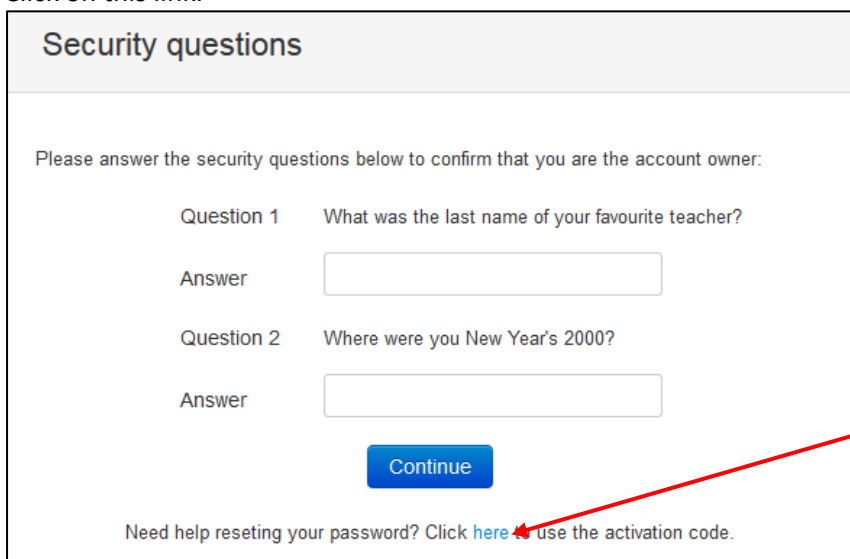 Security questions
Please answer the security questions below to confirm that you are the account owner:
Question 1 What was the last name of your favourite teacher?
Answer
Question 2 Where were you New Year's 2000?
Answer
Continue
Need help reseting your password? Click here to use the activation code.